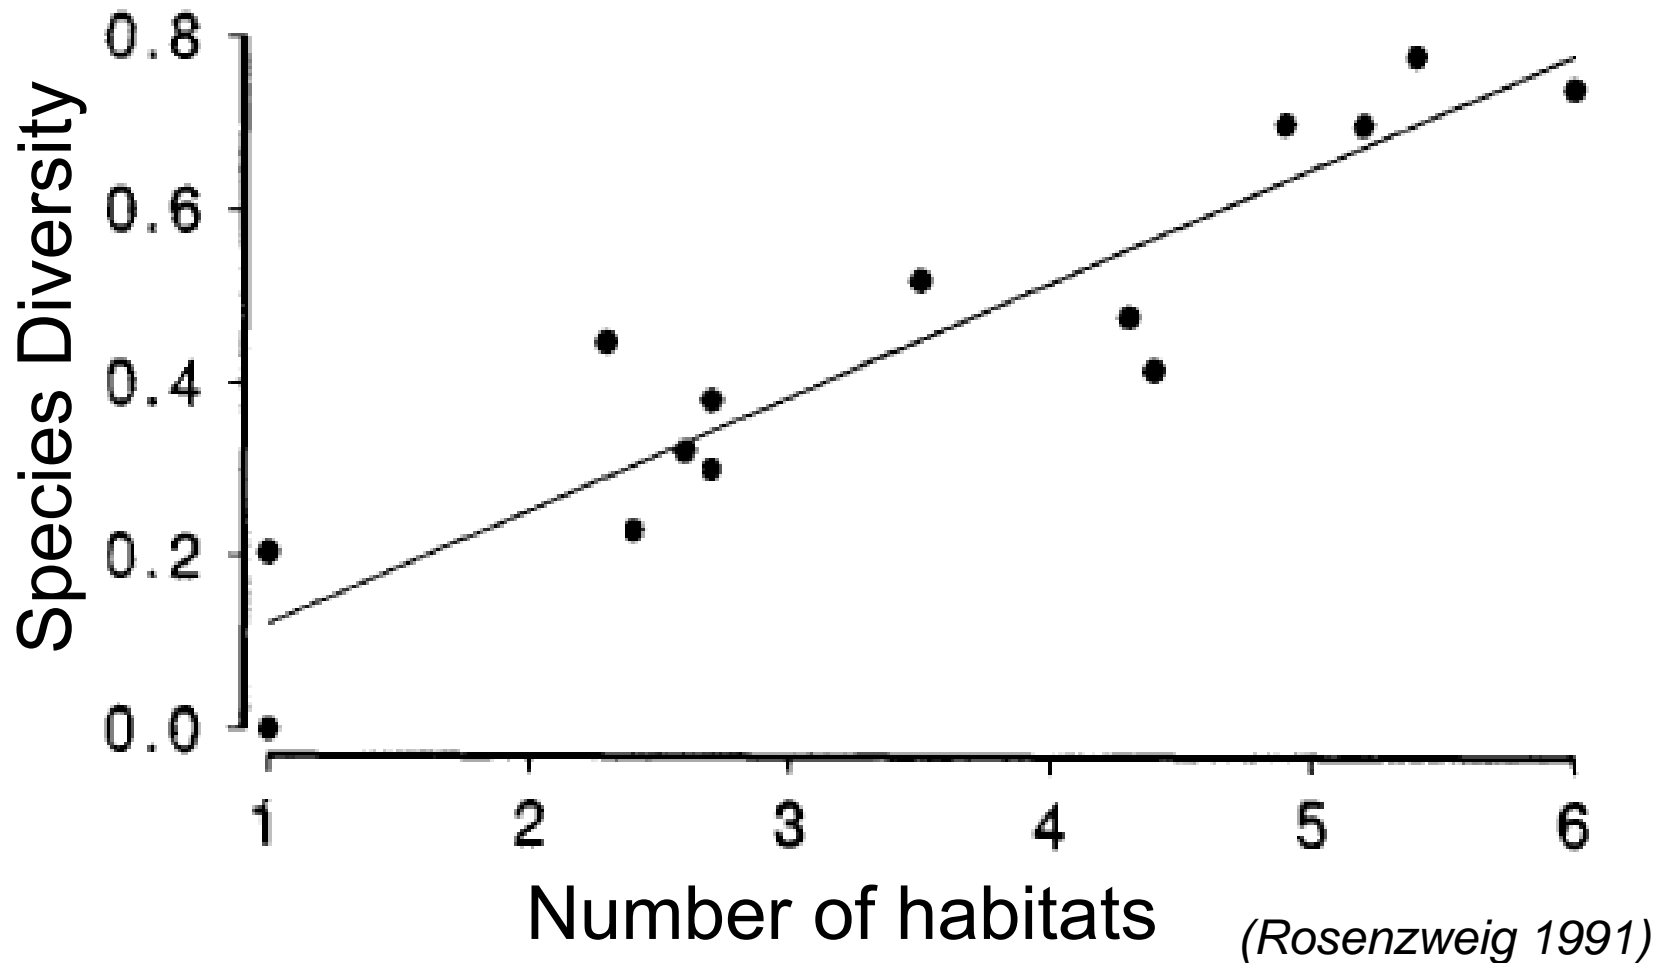 Species Diversity
0.8
0.6
0.4
0.2
0.0
1 2 3 4 5 6
Number of habitats
(Rosenzweig 1991)